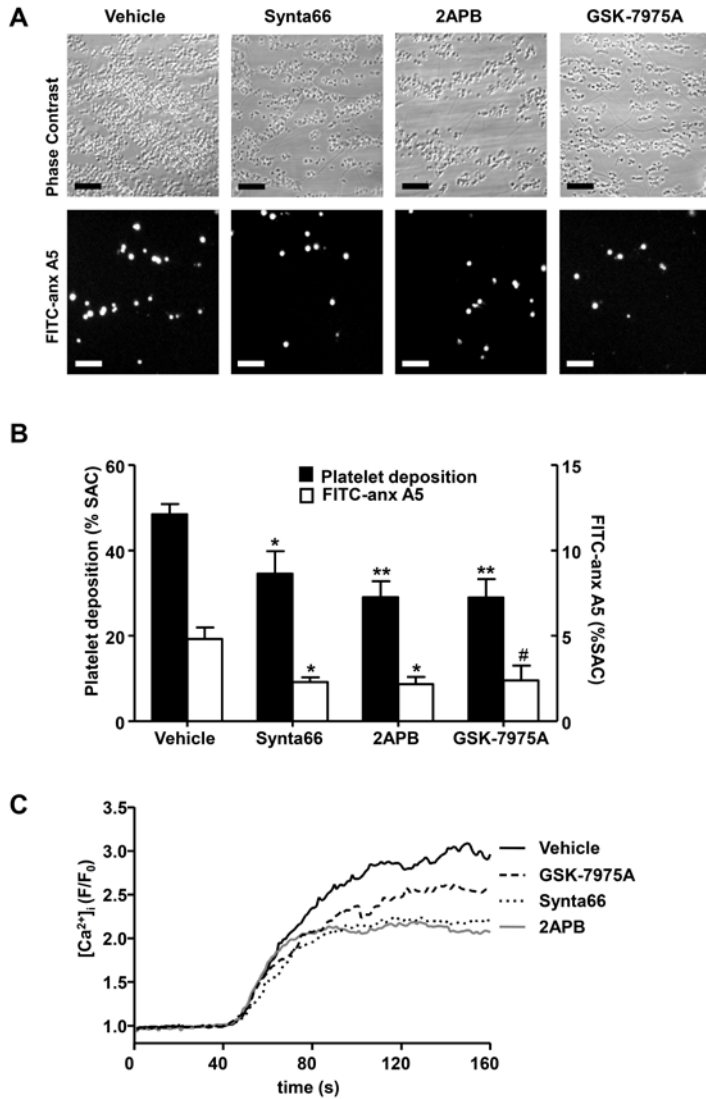 A
Vehicle Synta66 2APB GSK-7975A
Phase Contrast
FITC-anx A5
B
Platelet deposition (% SAC)
60
40
20
0
Platelet deposition
FITC-anx A5
* ** **
* * #
15
10
5
0
FITC-anx A5 (%SAC)
Vehicle Synta66 2APB GSK-7975A
C
[Ca²⁺]ᵢ (F/F₀)
3.5
3.0
2.5
2.0
1.5
1.0
Vehicle
GSK-7975A
Synta66
2APB
0 40 80 120 160
time (s)